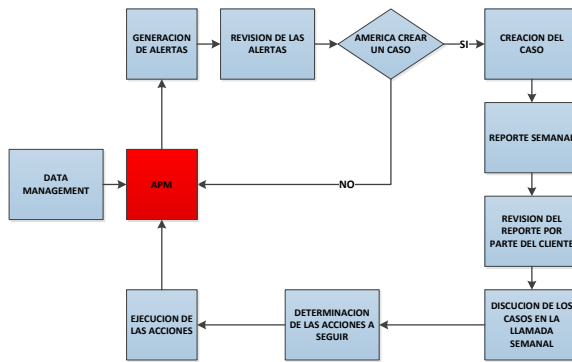 GENERACION
DE ALERTAS
REVISION DE LAS
ALERTAS
AMERICA CREAR
UN CASO
SI
CREACION DEL
CASO
REPORTE SEMANAL
NO
DATA
MANAGEMENT
APM
REVISION DEL
REPORTE POR
PARTE DEL CLIENTE
EJECUCION DE
LAS ACCIONES
DETERMINACION
DE LAS ACCIONES A
SEGUIR
DISCUCION DE LOS
CASOS EN LA
LLAMADA
SEMANAL